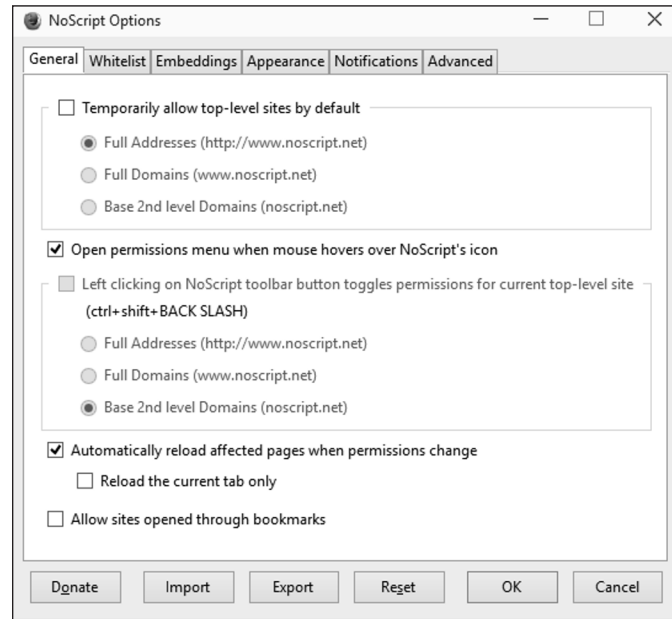 NoScript Options
General Whitelist Embeddings Appearance Notifications Advanced
Temporarily allow top-level sites by default
Full Addresses (http://www.noscript.net)
Full Domains (www.noscript.net)
Base 2nd level Domains (noscript.net)
Open permissions menu when mouse hovers over NoScript's icon
Left clicking on NoScript toolbar button toggles permissions for current top-level site
(ctrl+shift+BACK SLASH)
Full Addresses (http://www.noscript.net)
Full Domains (www.noscript.net)
Base 2nd level Domains (noscript.net)
Automatically reload affected pages when permissions change
Reload the current tab only
Allow sites opened through bookmarks
Donate Import Export Reset OK Cancel